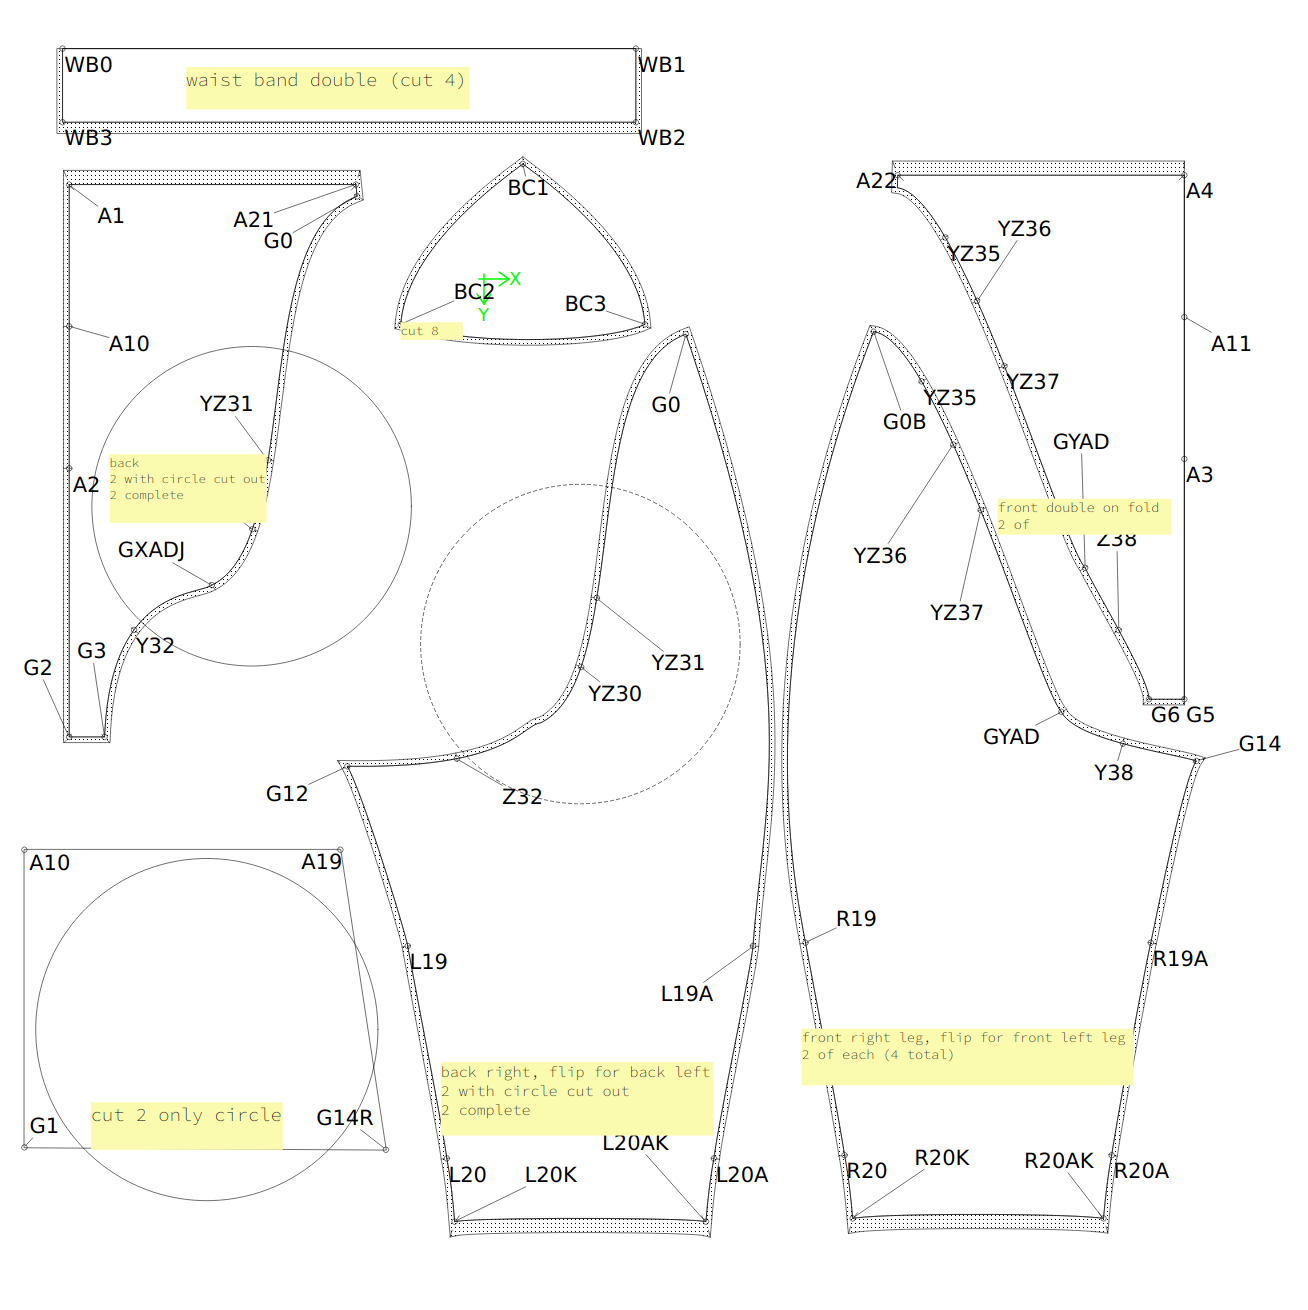 WB0
WB1
waist band double (cut 4)
WB3
WB2
A1
A21
G0
A10
YZ31
back
2 with circle cut out
2 complete
A2
GXADJ
Y32
G3
G2
BC1
X
BC2
BC3
Y
cut 8
G0
YZ31
YZ30
G12
Z32
L19
L19A
back right, flip for back left
2 with circle cut out
2 complete
L20AK
L20
L20K
L20A
A22
A4
YZ36
YZ35
A11
YZ37
GYAD
A3
front double on fold
2 of
Z38
G6
G5
YZ35
G0B
YZ36
YZ37
GYAD
G14
Y38
R19
R19A
front right leg, flip for front left leg
2 of each (4 total)
R20
R20K
R20AK
R20A
A10
A19
G1
cut 2 only circle
G14R